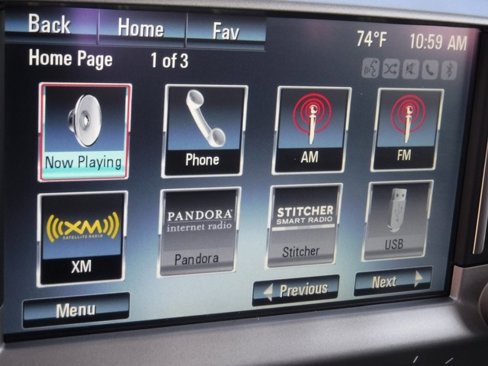 Back Home Fav
74°F 10:59 AM
Home Page 1 of 3
Now Playing Phone AM FM
((XM))
SATELLITE RADIO
PANDORA
internet radio
STITCHER
SMART RADIO
XM Pandora Stitcher USB
Menu Previous Next